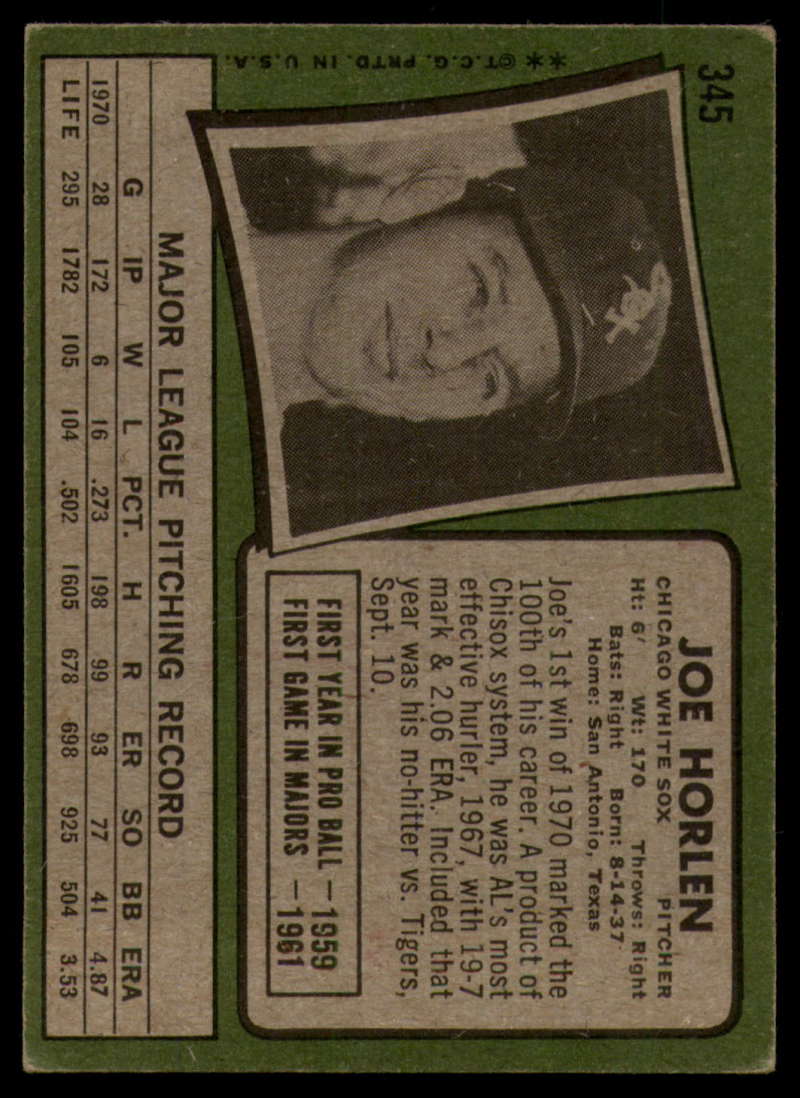 345
** ©T.C.G. PRTD. IN U.S.A.
JOE HORLEN
CHICAGO WHITE SOX PITCHER
Ht: 6' Wt: 170 Throws: Right
Bats: Right Born: 8-14-37
Home: San Antonio, Texas
Joe's 1st win of 1970 marked the
100th of his career. A product of
Chisox system, he was AL's most
effective hurler, 1967, with 19-7
mark & 2.06 ERA. Included that
year was his no-hitter vs. Tigers,
Sept. 10.
FIRST YEAR IN PRO BALL —1959
FIRST GAME IN MAJORS —1961
MAJOR LEAGUE PITCHING RECORD
G IP W L PCT. H R ER SO BB ERA
1970 28 172 6 16 .273 198 99 93 77 41 4.87
LIFE 295 1782 105 104 .502 1605 678 698 925 504 3.53